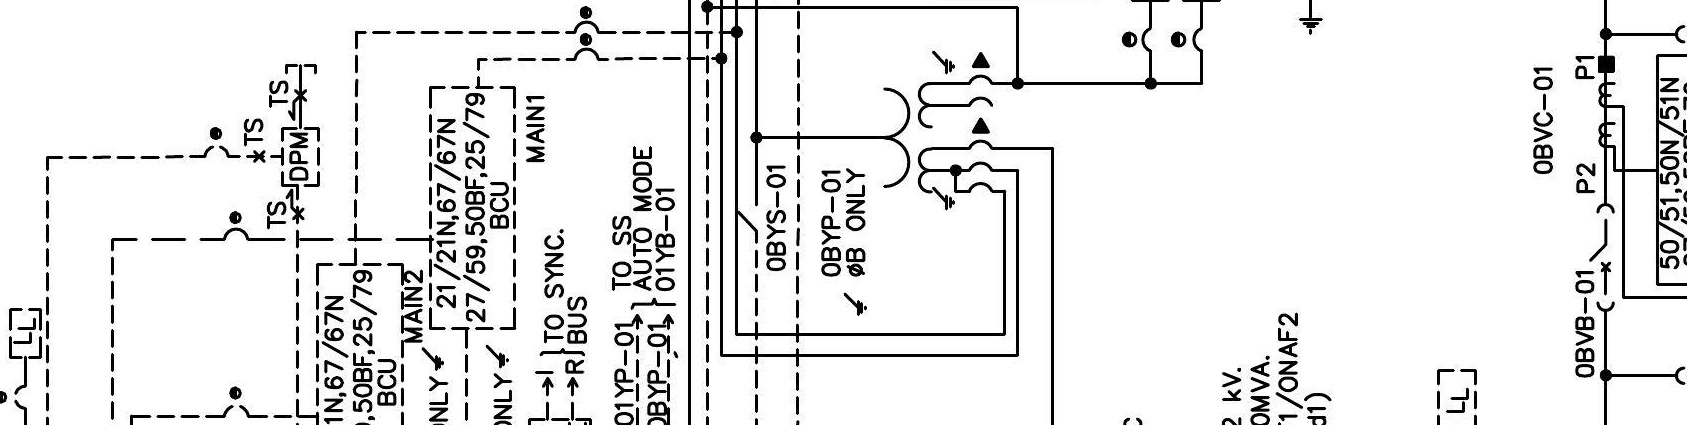 TS
TS
DPM
TS
LL
1N,67/67N
,50BF,25/79
BCU
MAIN2
21/21N,67/67N
27/59,50BF,25/79
BCU
MAIN1
ONLY
ONLY
TO SYNC.
R BUS
TO SS
AUTO MODE
01YB-01
01YP-01
0BYP-01
0BYS-01
0BYP-01
øB ONLY
2 kV.
0MVA.
1/ONAF2
d1)
LL
0BVC-01
P1
P2
0BVB-01
50/51,50N/51N